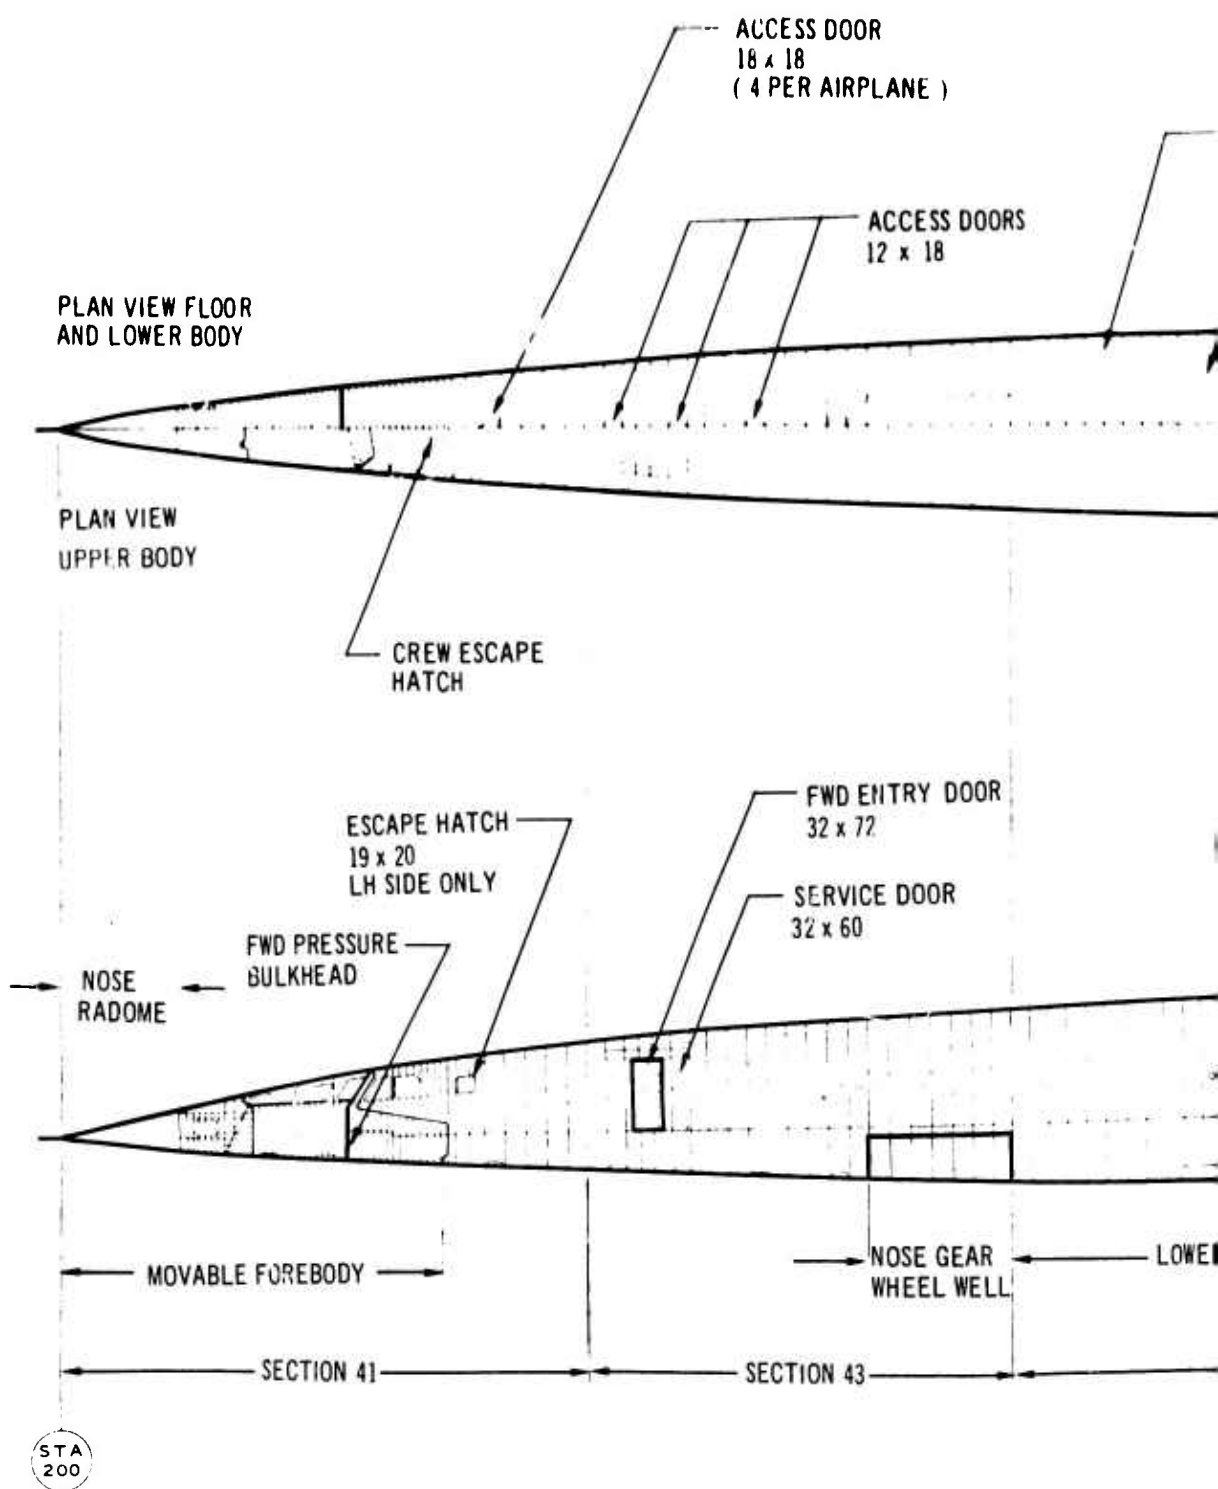 ACCESS DOOR
18 x 18
( 4 PER AIRPLANE )
ACCESS DOORS
12 x 18
PLAN VIEW FLOOR
AND LOWER BODY
PLAN VIEW
UPPER BODY
CREW ESCAPE
HATCH
FWD ENTRY DOOR
32 x 72
ESCAPE HATCH
19 x 20
LH SIDE ONLY
SERVICE DOOR
32 x 60
FWD PRESSURE
BULKHEAD
NOSE
RADOME
MOVABLE FOREBODY
NOSE GEAR
WHEEL WELL
SECTION 41
SECTION 43
STA
200